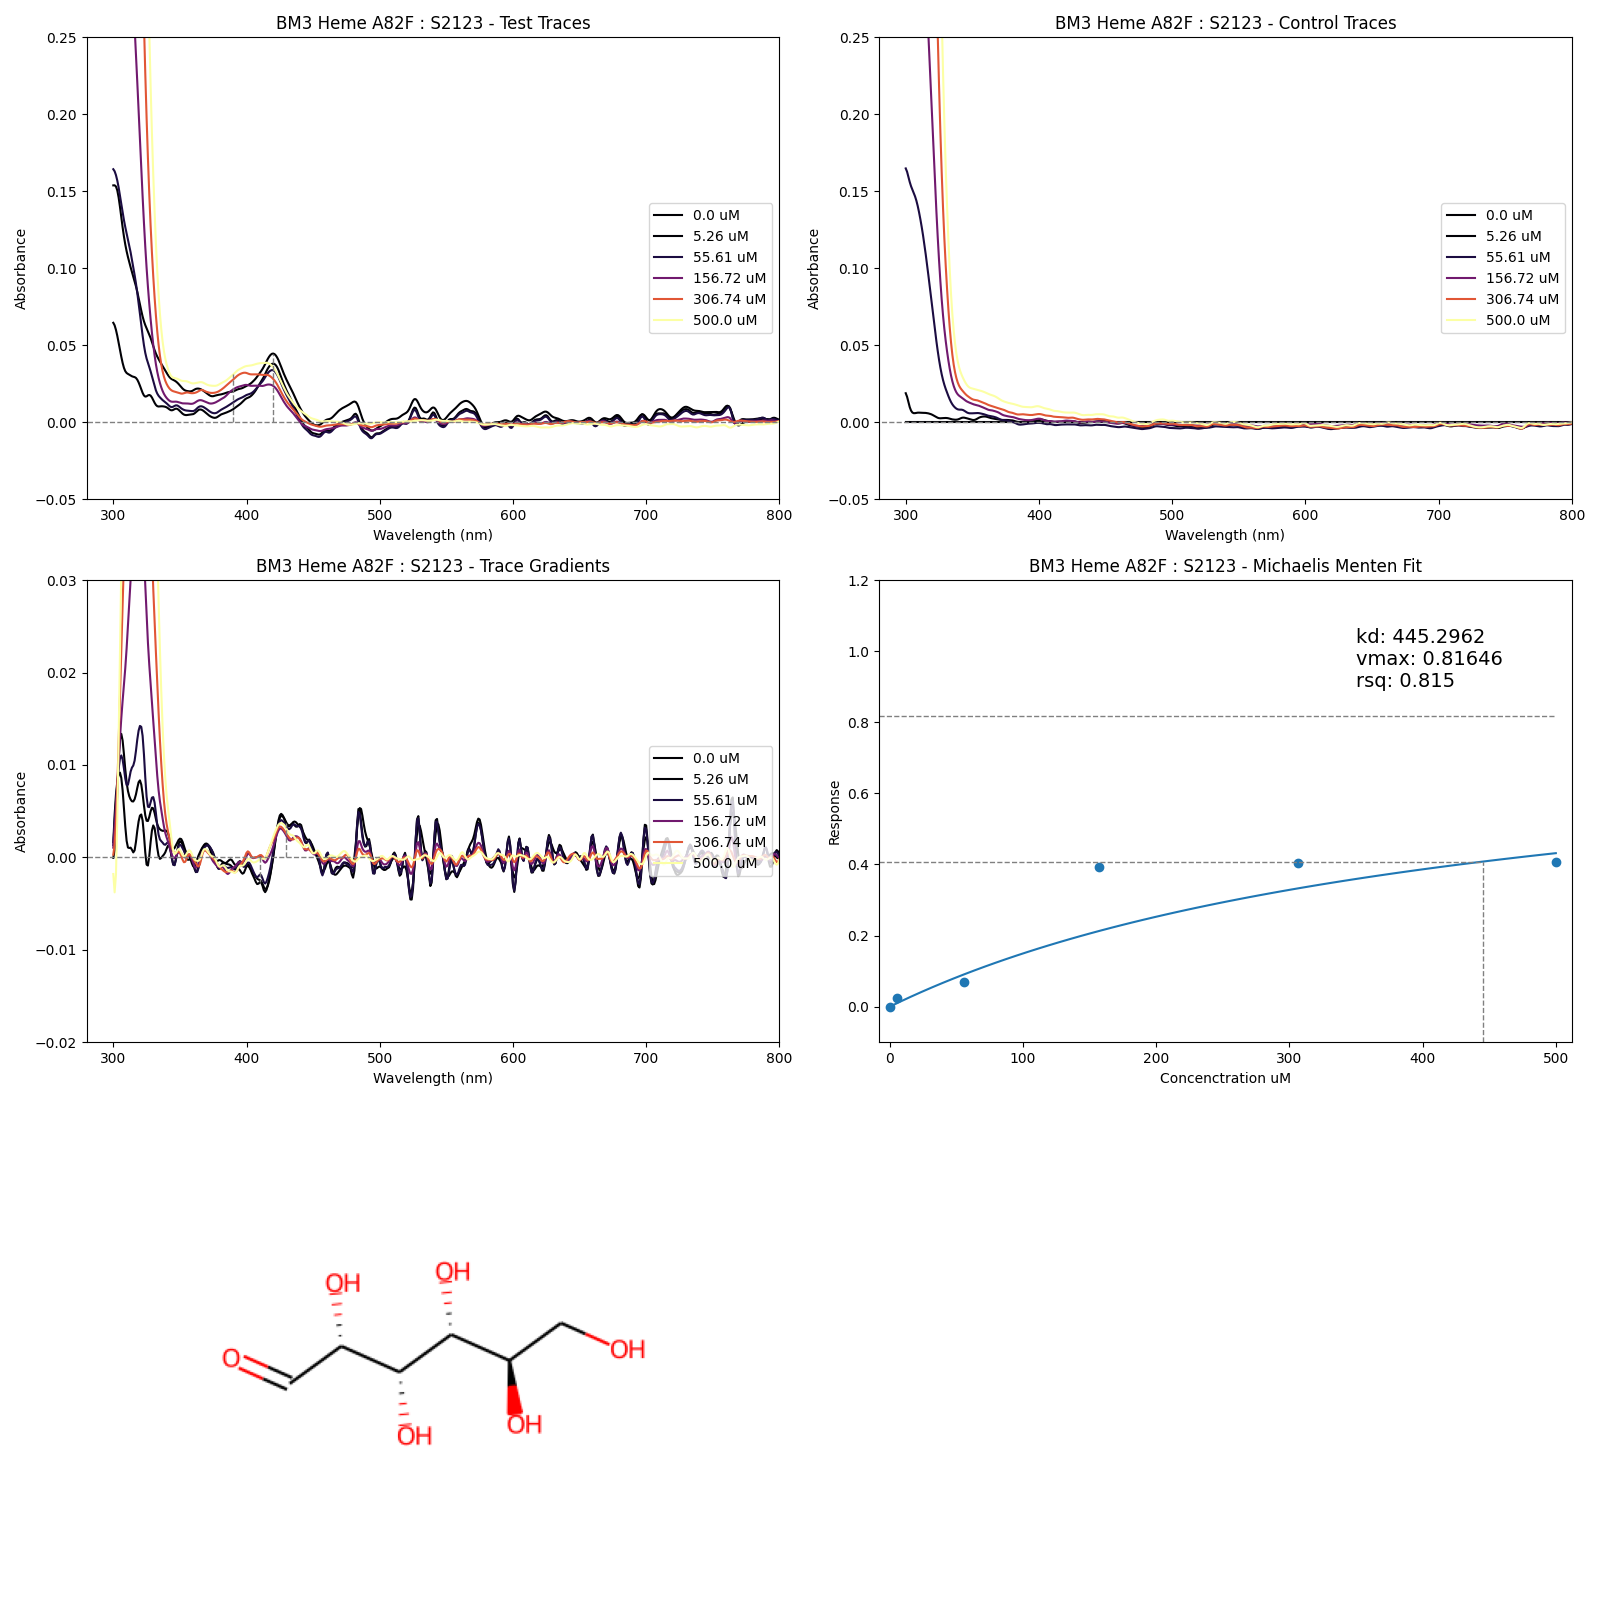 BM3 Heme A82F : S2123 - Test Traces
0.25
0.20
0.15
0.10
0.05
0.00
−0.05
Absorbance
300 400 500 600 700 800
Wavelength (nm)
0.0 uM
5.26 uM
55.61 uM
156.72 uM
306.74 uM
500.0 uM
BM3 Heme A82F : S2123 - Control Traces
0.25
0.20
0.15
0.10
0.05
0.00
−0.05
Absorbance
300 400 500 600 700 800
Wavelength (nm)
0.0 uM
5.26 uM
55.61 uM
156.72 uM
306.74 uM
500.0 uM
BM3 Heme A82F : S2123 - Trace Gradients
0.03
0.02
0.01
0.00
−0.01
−0.02
Absorbance
300 400 500 600 700 800
Wavelength (nm)
0.0 uM
5.26 uM
55.61 uM
156.72 uM
306.74 uM
500.0 uM
BM3 Heme A82F : S2123 - Michaelis Menten Fit
1.2
1.0
0.8
0.6
0.4
0.2
0.0
Response
kd: 445.2962
vmax: 0.81646
rsq: 0.815
0 100 200 300 400 500
Concenctration uM
OH
OH
O
OH
OH
OH